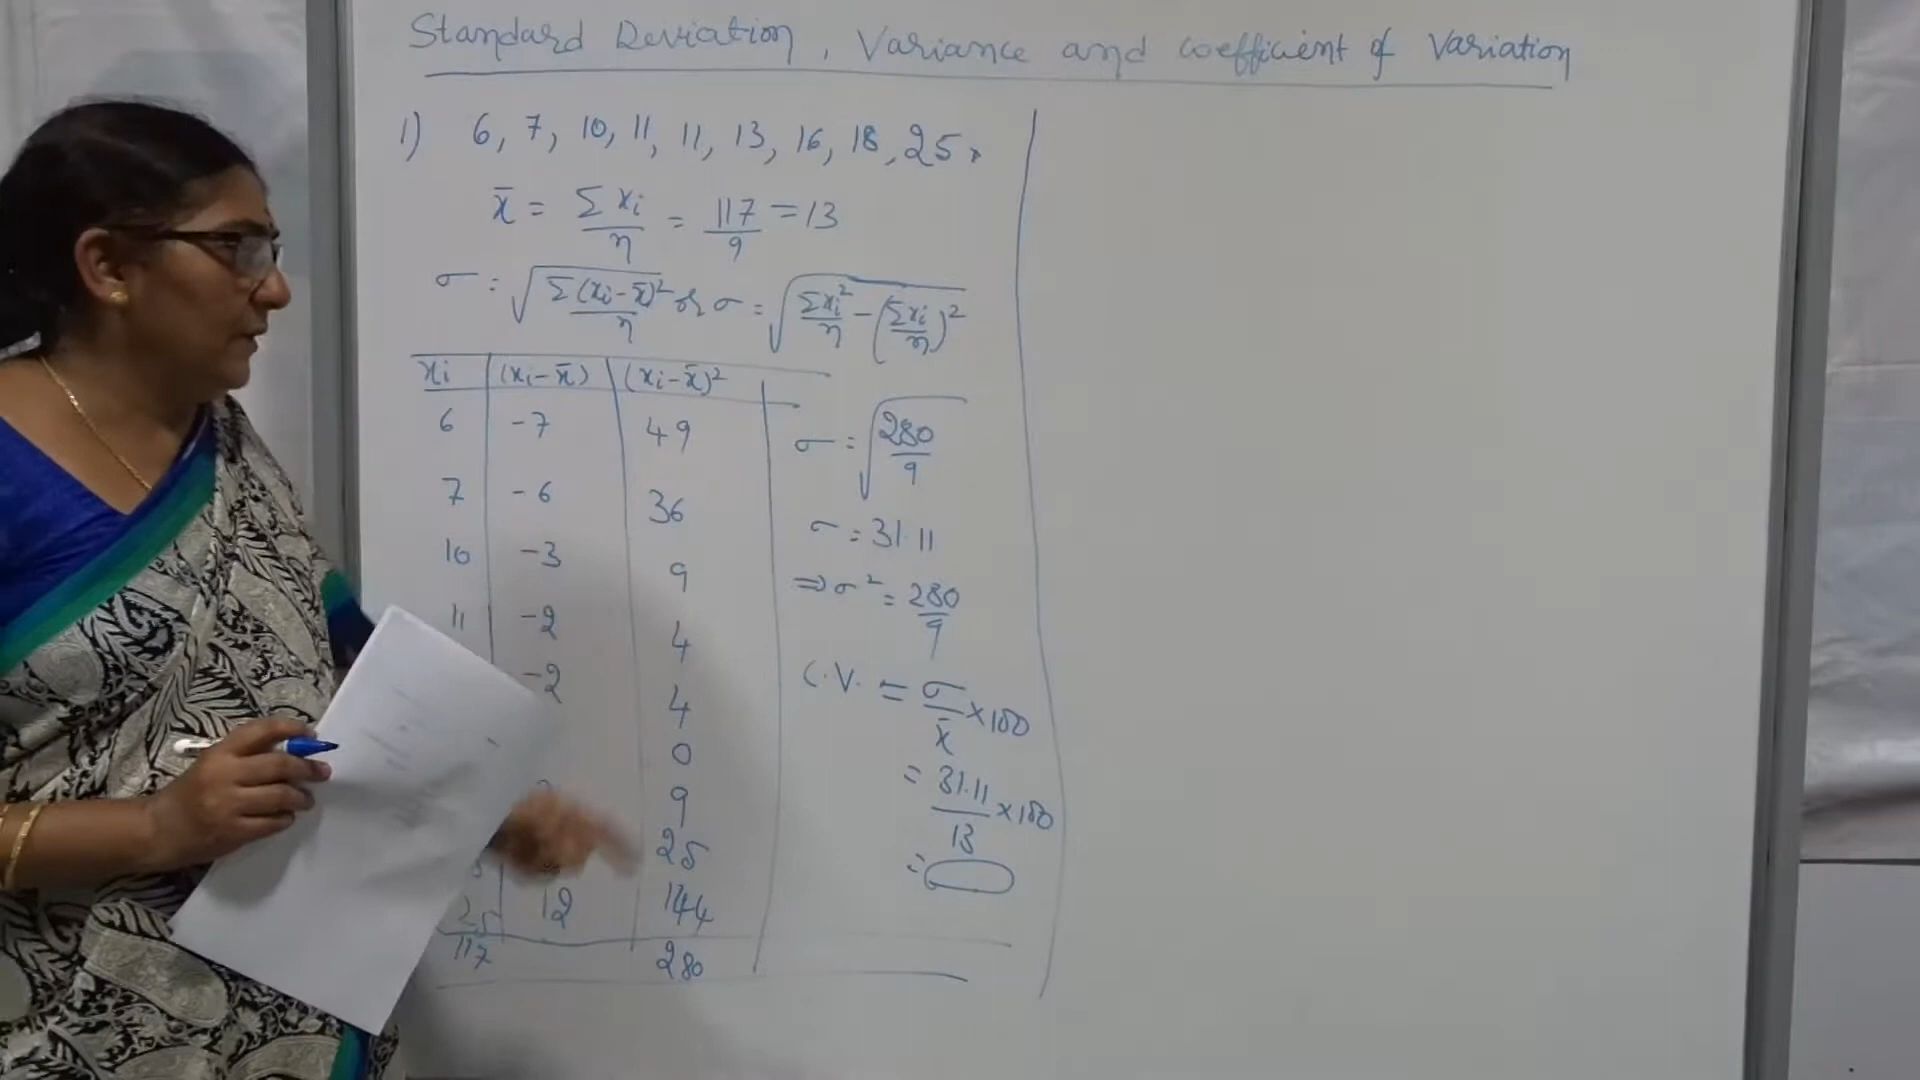 Standard Deviation, Variance and coefficient of Variation
1) 6, 7, 10, 11, 11, 13, 16, 18, 25.
x̄ = Σxi/n = 117/9 = 13
σ = √(Σ(xi-x̄)²/n) or σ = √(Σxi²/n - (Σxi/n)²)
xi | (xi-x̄) | (xi-x̄)²
6 | -7 | 49
7 | -6 | 36
10 | -3 | 9
11 | -2 | 4
-2 | 4
0
9
25
25 | 12 | 144
117 | 280
σ = √(280/9)
σ = 31.11
⇒ σ² = 280/9
C.V. = σ/x̄ × 100
= 31.11/13 × 100
=